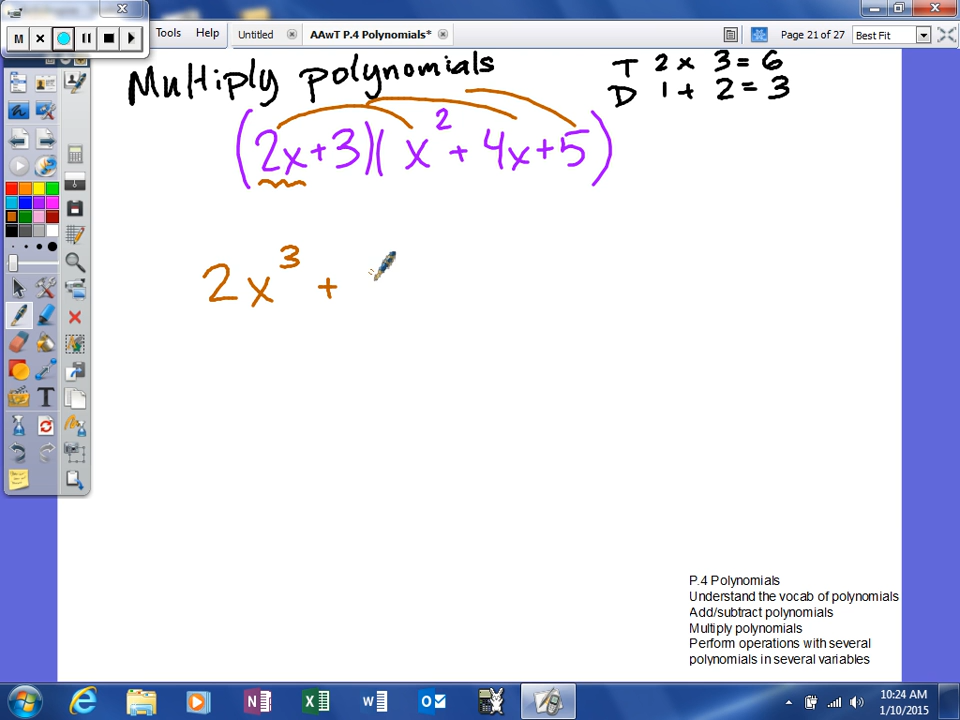 M
Tools Help Untitled AAwT P.4 Polynomials* Page 21 of 27 Best Fit
Multiply polynomials
T 2 x 3 = 6
D 1 + 2 = 3
(2x+3)(x² + 4x+5)
2x³ +
P.4 Polynomials
Understand the vocab of polynomials
Add/subtract polynomials
Multiply polynomials
Perform operations with several
polynomials in several variables
10:24 AM
1/10/2015